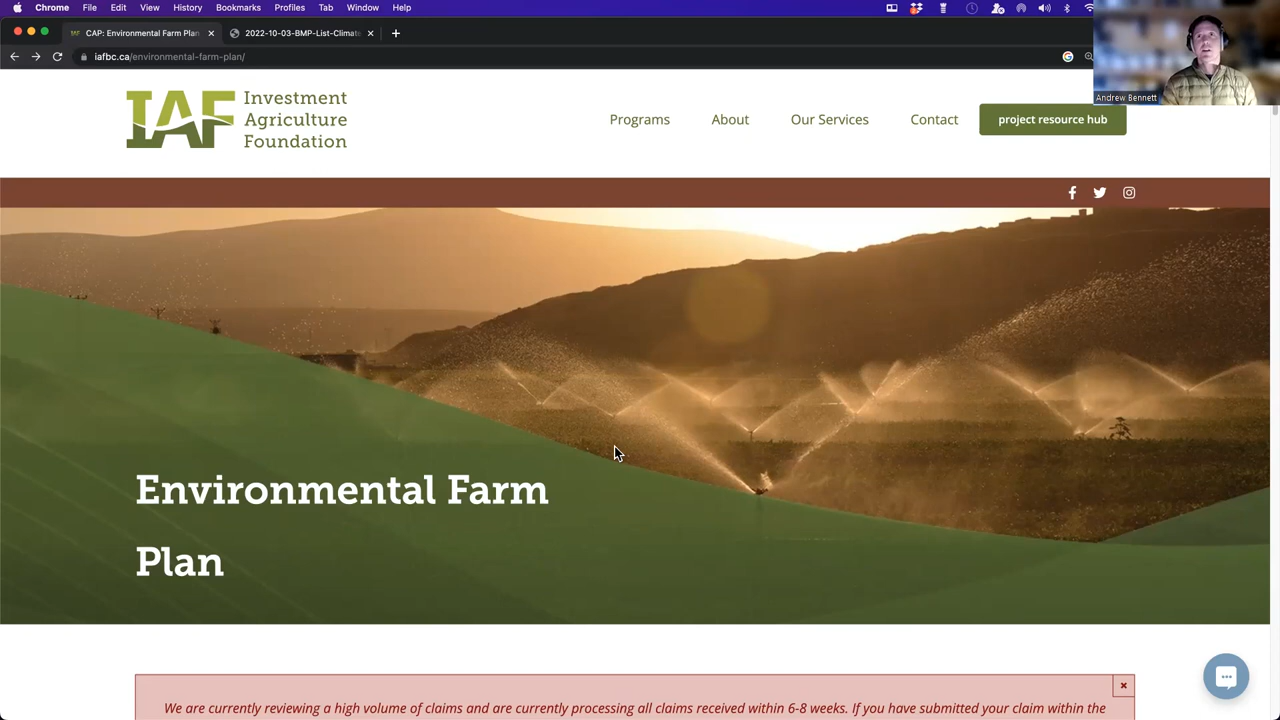 Chrome File Edit View History Bookmarks Profiles Tab Window Help
CAP: Environmental Farm Plan
2022-10-03-BMP-List-Climate
iafbc.ca/environmental-farm-plan/
Andrew Bennett
IAF Investment
Agriculture
Foundation
Programs About Our Services Contact project resource hub
Environmental Farm
Plan
We are currently reviewing a high volume of claims and are currently processing all claims received within 6-8 weeks. If you have submitted your claim within the